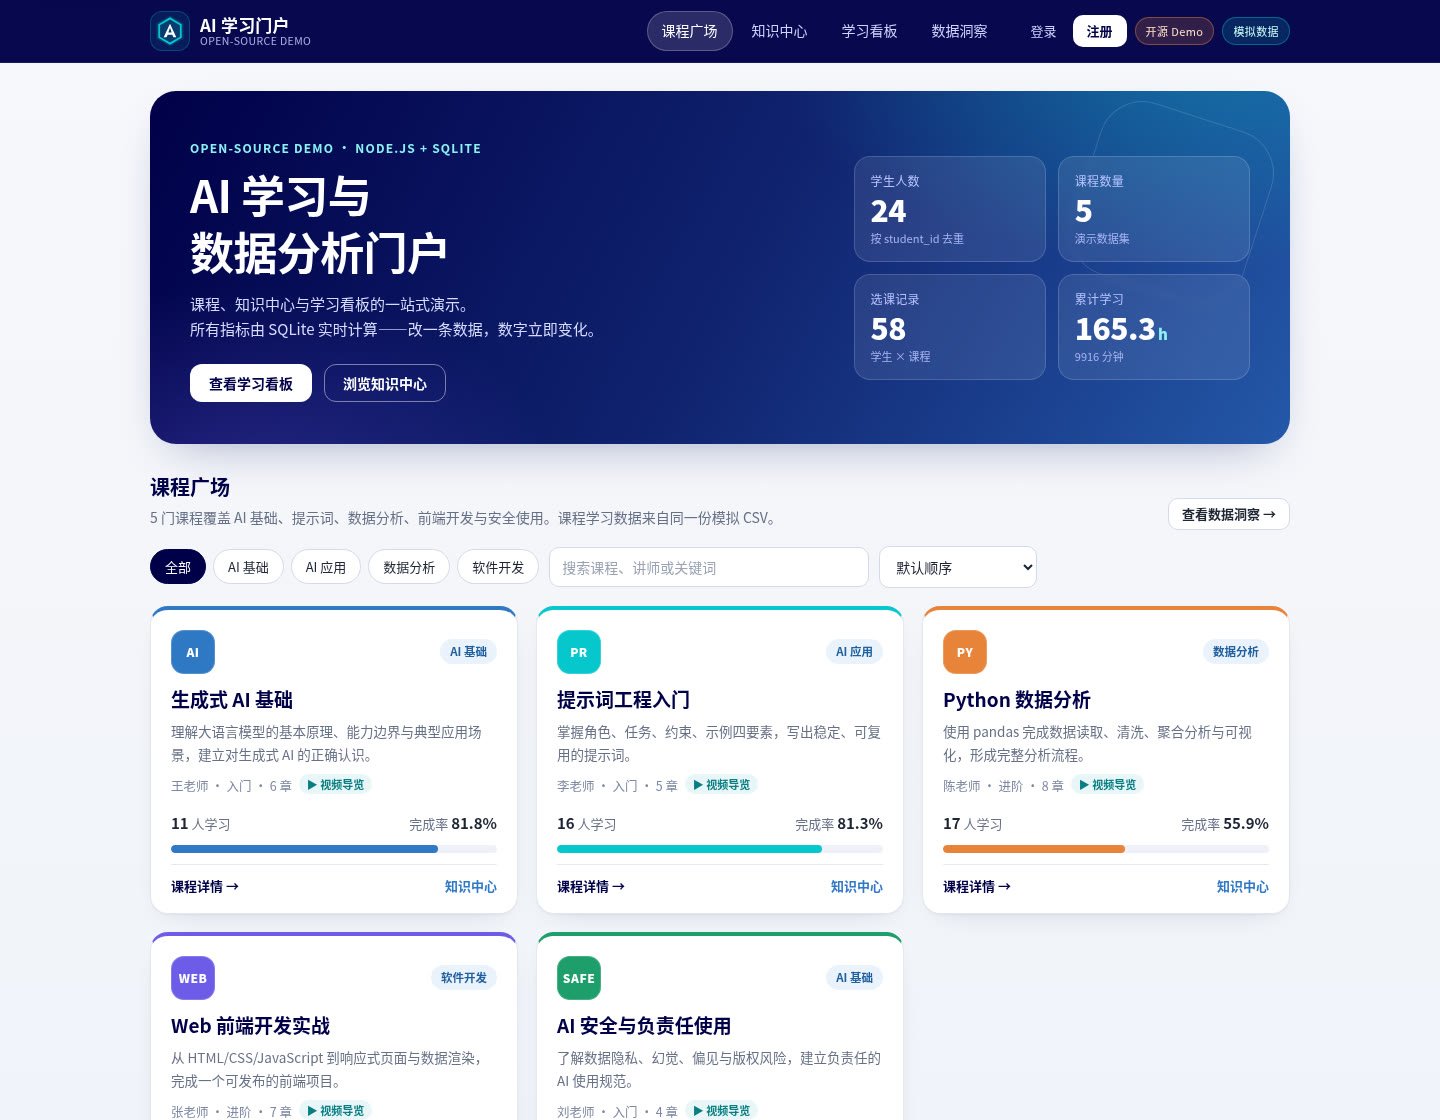 AI 学习门户
OPEN-SOURCE DEMO
课程广场
知识中心
学习看板
数据洞察
登录
注册
开源 Demo
模拟数据
OPEN-SOURCE DEMO · NODE.JS + SQLITE
AI 学习与
数据分析门户
课程、知识中心与学习看板的一站式演示。
所有指标由 SQLite 实时计算——改一条数据，数字立即变化。
查看学习看板
浏览知识中心
学生人数
24
按 student_id 去重
课程数量
5
演示数据集
选课记录
58
学生 × 课程
累计学习
165.3h
9916 分钟
课程广场
5 门课程覆盖 AI 基础、提示词、数据分析、前端开发与安全使用。课程学习数据来自同一份模拟 CSV。
查看数据洞察 →
全部
AI 基础
AI 应用
数据分析
软件开发
搜索课程、讲师或关键词
默认顺序
AI
AI 基础
生成式 AI 基础
理解大语言模型的基本原理、能力边界与典型应用场
景，建立对生成式 AI 的正确认识。
王老师 · 入门 · 6 章
▶ 视频导览
11 人学习
完成率 81.8%
课程详情 →
知识中心
PR
AI 应用
提示词工程入门
掌握角色、任务、约束、示例四要素，写出稳定、可复
用的提示词。
李老师 · 入门 · 5 章
▶ 视频导览
16 人学习
完成率 81.3%
课程详情 →
知识中心
PY
数据分析
Python 数据分析
使用 pandas 完成数据读取、清洗、聚合分析与可视
化，形成完整分析流程。
陈老师 · 进阶 · 8 章
▶ 视频导览
17 人学习
完成率 55.9%
课程详情 →
知识中心
WEB
软件开发
Web 前端开发实战
从 HTML/CSS/JavaScript 到响应式页面与数据渲染，
完成一个可发布的前端项目。
张老师 · 进阶 · 7 章
▶ 视频导览
SAFE
AI 基础
AI 安全与负责任使用
了解数据隐私、幻觉、偏见与版权风险，建立负责任的
AI 使用规范。
刘老师 · 入门 · 4 章
▶ 视频导览